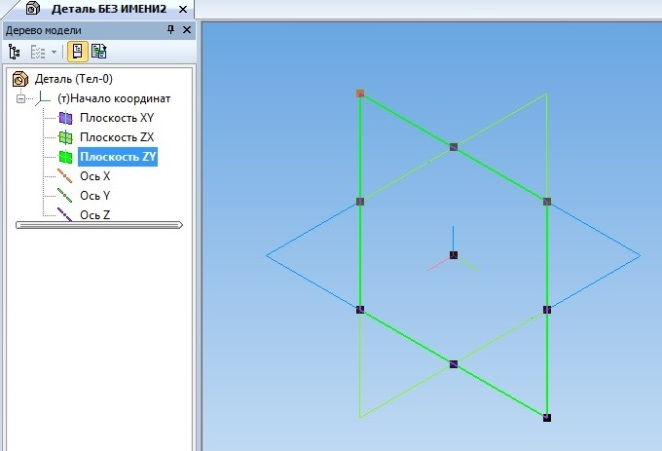 Деталь БЕЗ ИМЕНИ2
Дерево модели
Деталь (Тел-0)
(т)Начало координат
Плоскость XY
Плоскость ZX
Плоскость ZY
Ось X
Ось Y
Ось Z